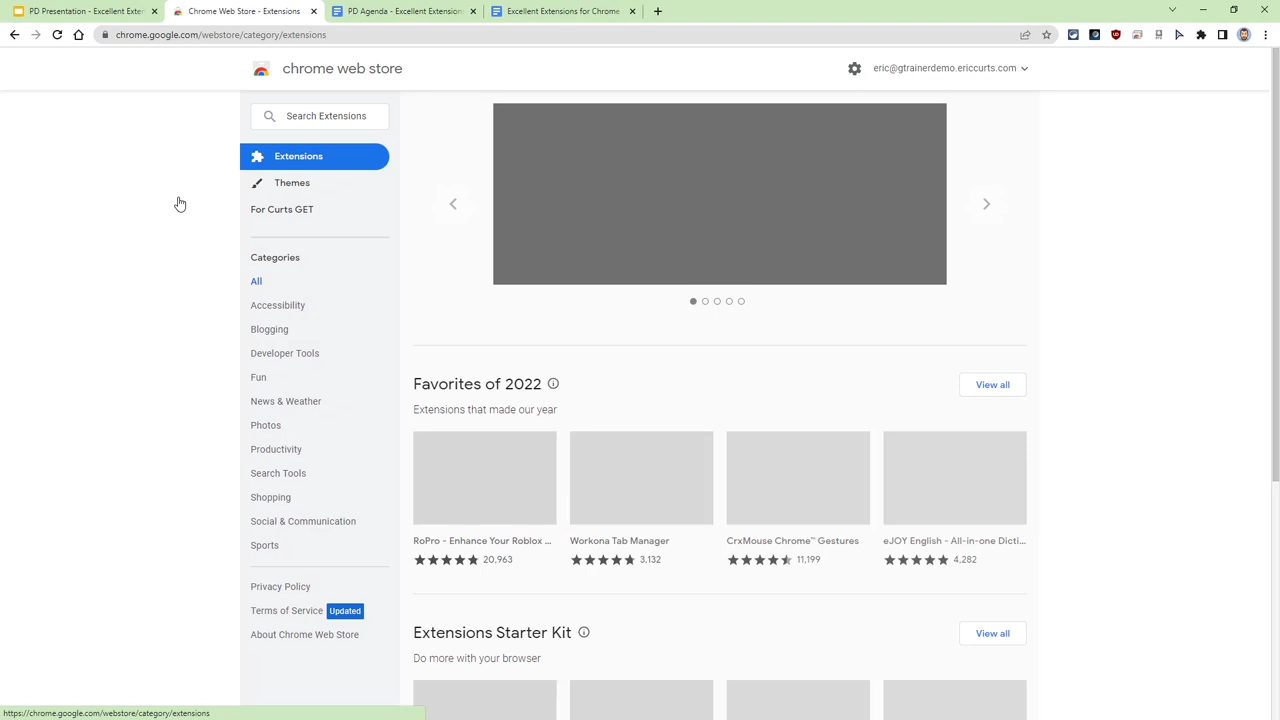 PD Presentation - Excellent Exte
Chrome Web Store - Extensions
PD Agenda - Excellent Extensions
Excellent Extensions for Chrome
chrome.google.com/webstore/category/extensions
chrome web store
eric@gtrainerdemo.ericcurts.com
Search Extensions
Extensions
Themes
For Curts GET
Categories
All
Accessibility
Blogging
Developer Tools
Fun
News & Weather
Photos
Productivity
Search Tools
Shopping
Social & Communication
Sports
Privacy Policy
Terms of Service Updated
About Chrome Web Store
Favorites of 2022
View all
Extensions that made our year
RoPro - Enhance Your Roblox ...
Workona Tab Manager
CrxMouse Chrome™ Gestures
eJOY English - All-in-one Dicti...
20,963
3,132
11,199
4,282
Extensions Starter Kit
View all
Do more with your browser
https://chrome.google.com/webstore/category/extensions